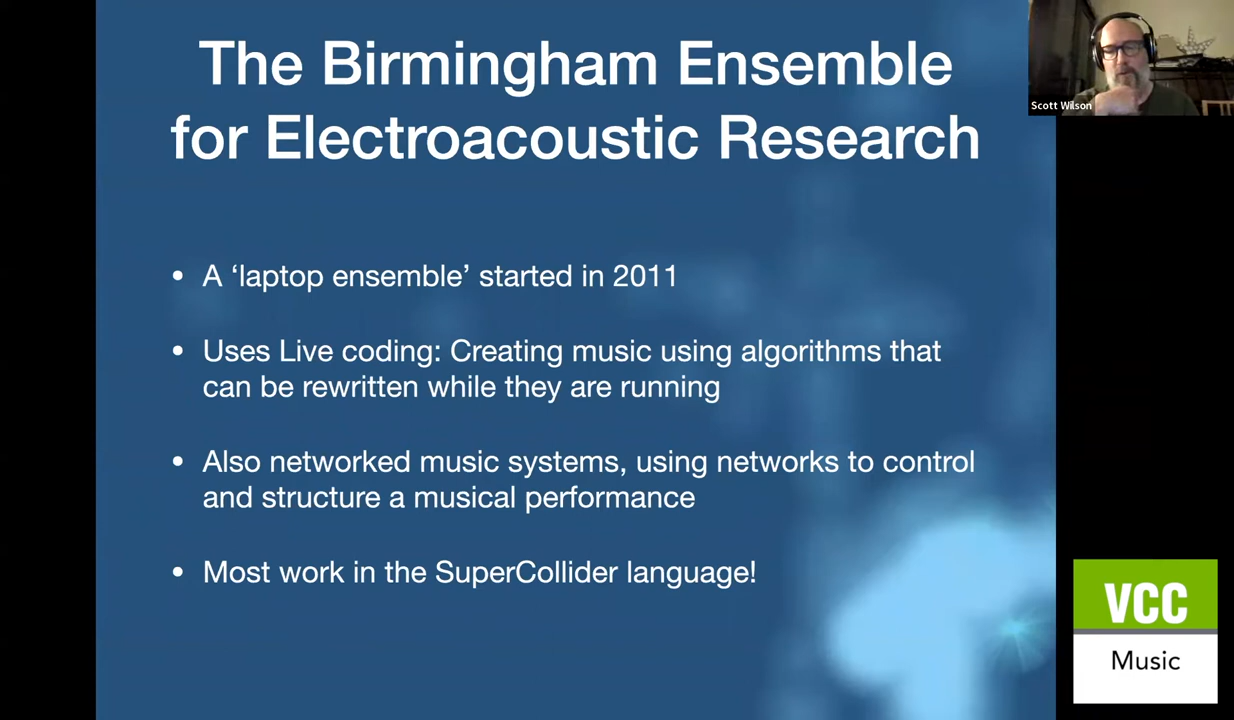 The Birmingham Ensemble
for Electroacoustic Research
Scott Wilson
• A ‘laptop ensemble’ started in 2011
• Uses Live coding: Creating music using algorithms that
can be rewritten while they are running
• Also networked music systems, using networks to control
and structure a musical performance
• Most work in the SuperCollider language!
VCC
Music